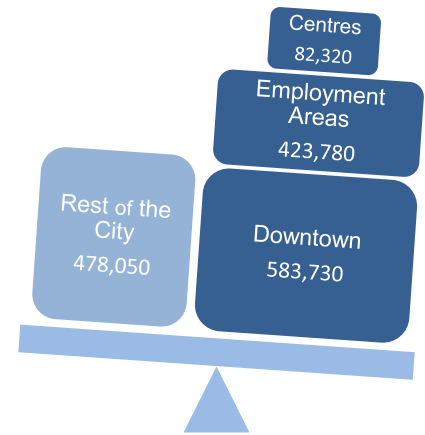 Centres
82,320
Employment
Areas
423,780
Rest of the
City
478,050
Downtown
583,730